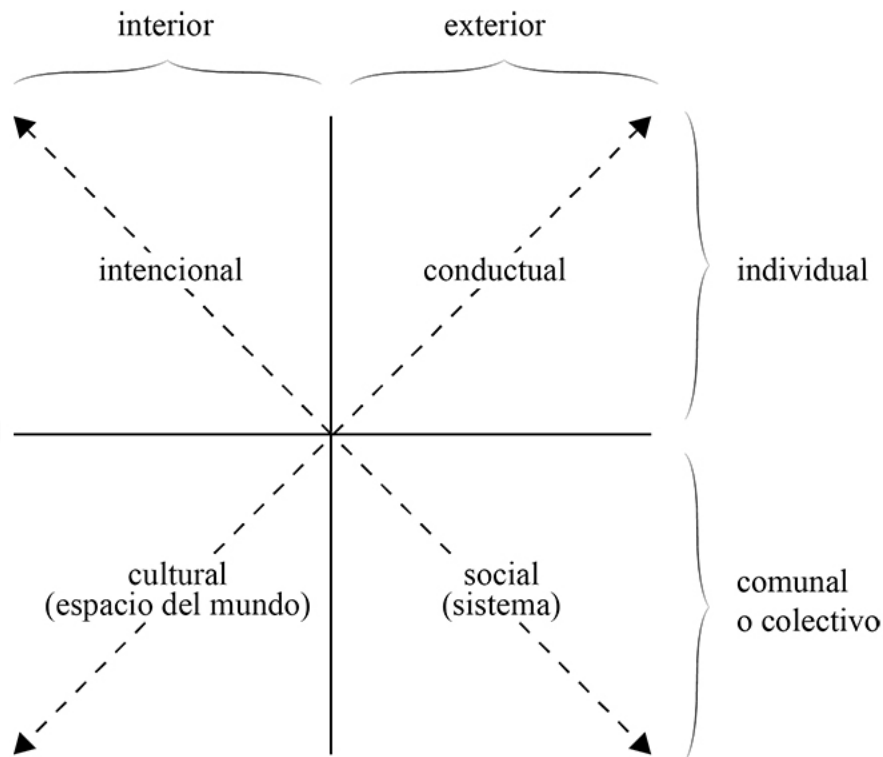 interior
exterior
intencional
conductual
individual
cultural
(espacio del mundo)
social
(sistema)
comunal
o colectivo